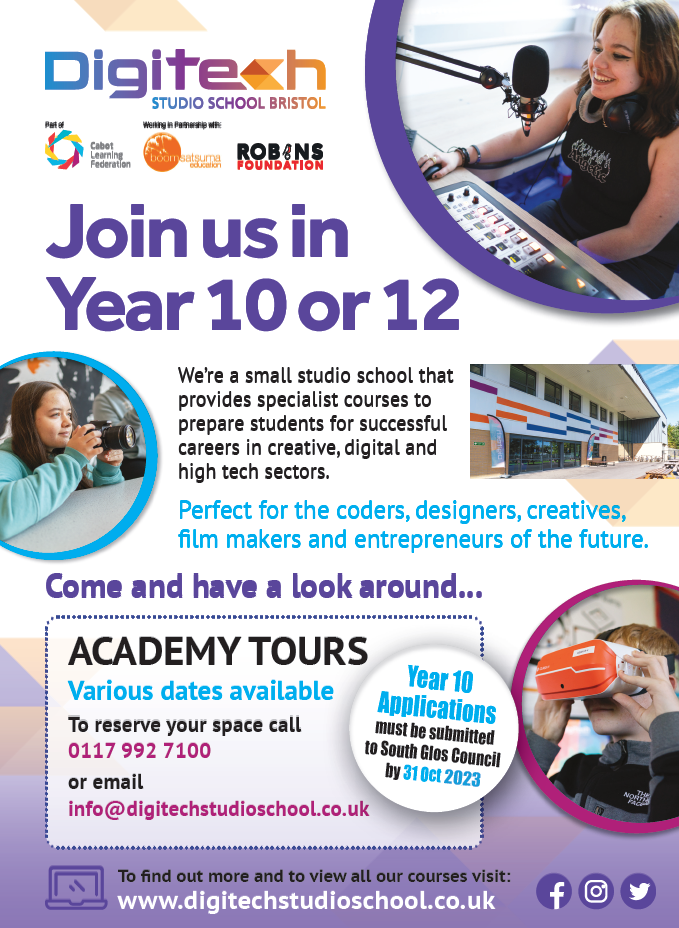 Digitech
STUDIO SCHOOL BRISTOL
Part of
Cabot
Learning
Federation
Working in Partnership with:
boomsatsuma
education
ROBINS
FOUNDATION
Join us in
Year 10 or 12
We're a small studio school that
provides specialist courses to
prepare students for successful
careers in creative, digital and
high tech sectors.
Perfect for the coders, designers, creatives,
film makers and entrepreneurs of the future.
Come and have a look around...
ACADEMY TOURS
Various dates available
To reserve your space call
0117 992 7100
or email
info@digitechstudioschool.co.uk
Year 10
Applications
must be submitted
to South Glos Council
by 31 Oct 2023
THE
NORTH
FACE
To find out more and to view all our courses visit:
www.digitechstudioschool.co.uk